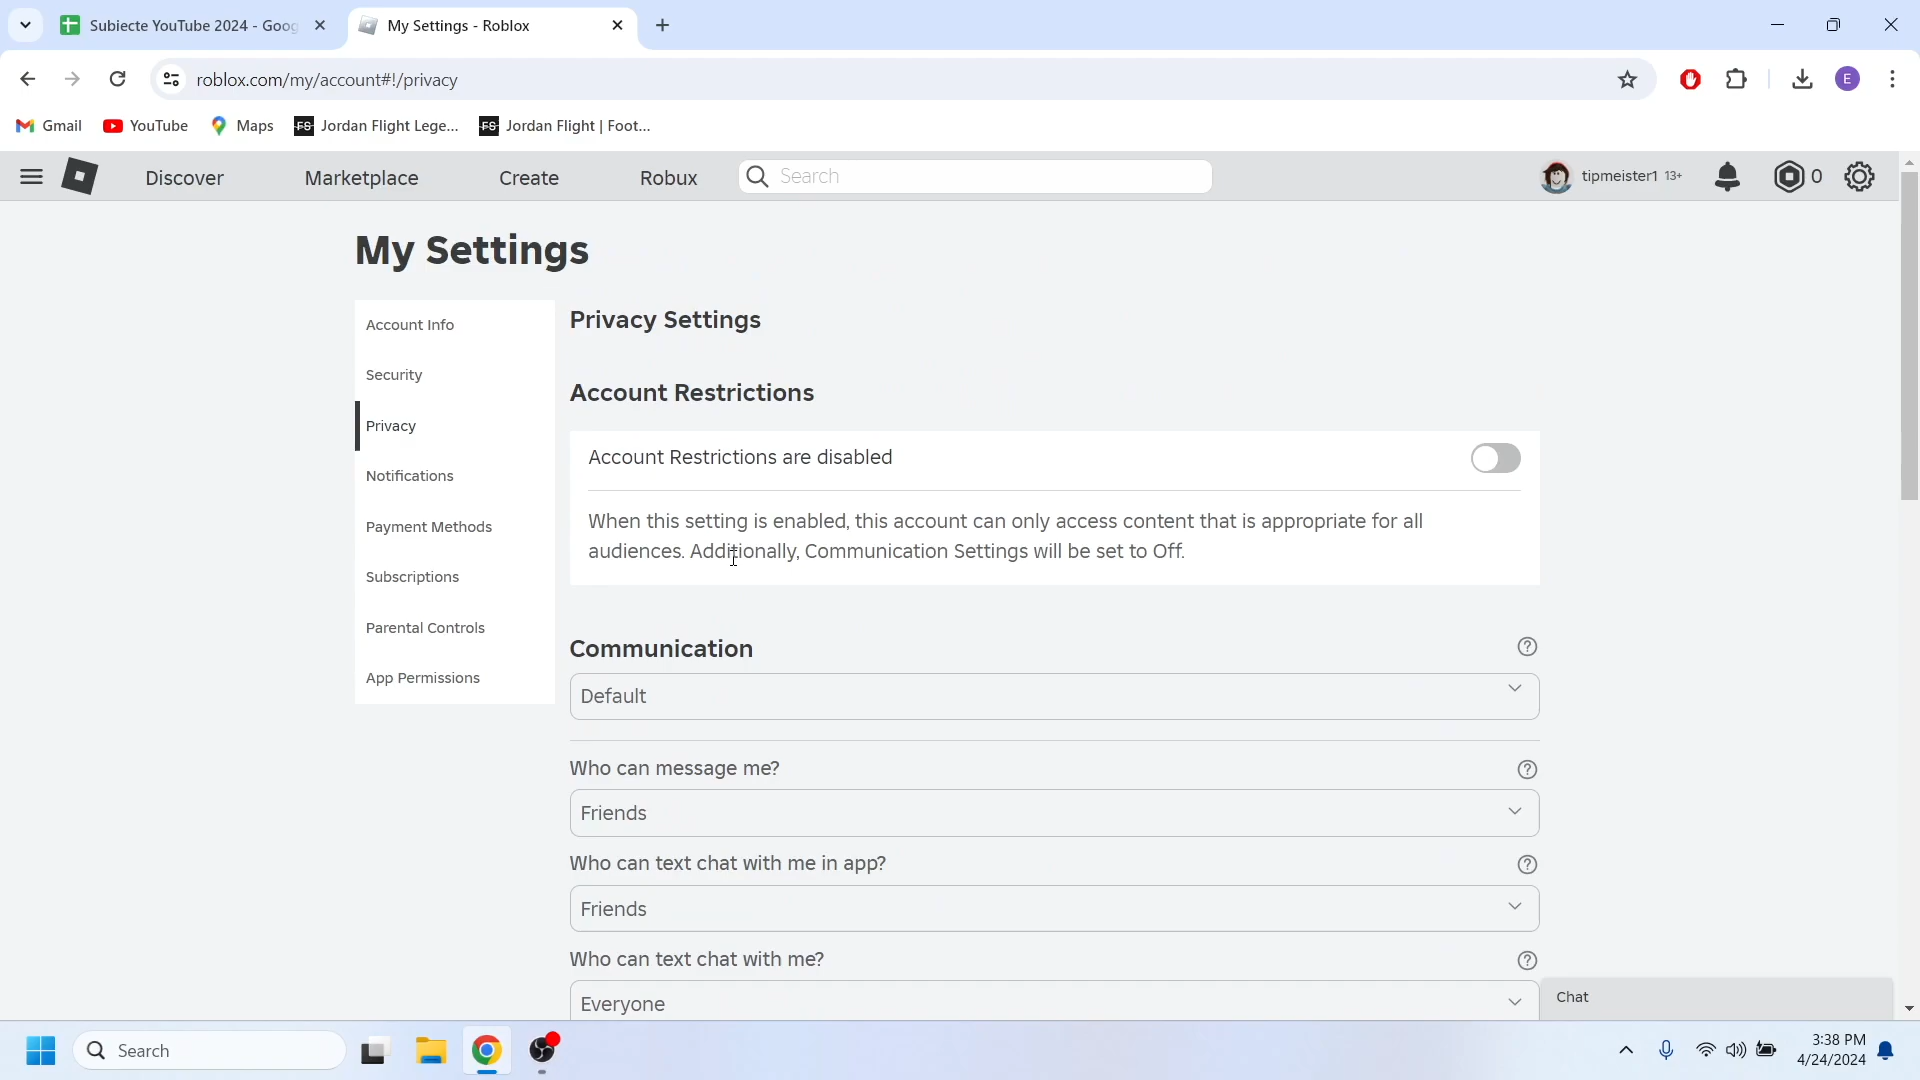 Subiecte YouTube 2024 - Goog
My Settings - Roblox
roblox.com/my/account#!/privacy
E
Gmail
YouTube
Maps
FS
Jordan Flight Lege...
FS
Jordan Flight | Foot...
Discover
Marketplace
Create
Robux
Search
tipmeister1 13+
0
My Settings
Account Info
Security
Privacy
Notifications
Payment Methods
Subscriptions
Parental Controls
App Permissions
Privacy Settings
Account Restrictions
Account Restrictions are disabled
When this setting is enabled, this account can only access content that is appropriate for all
audiences. Additionally, Communication Settings will be set to Off.
Communication
Default
Who can message me?
Friends
Who can text chat with me in app?
Friends
Who can text chat with me?
Everyone
Chat
Search
3:38 PM
4/24/2024